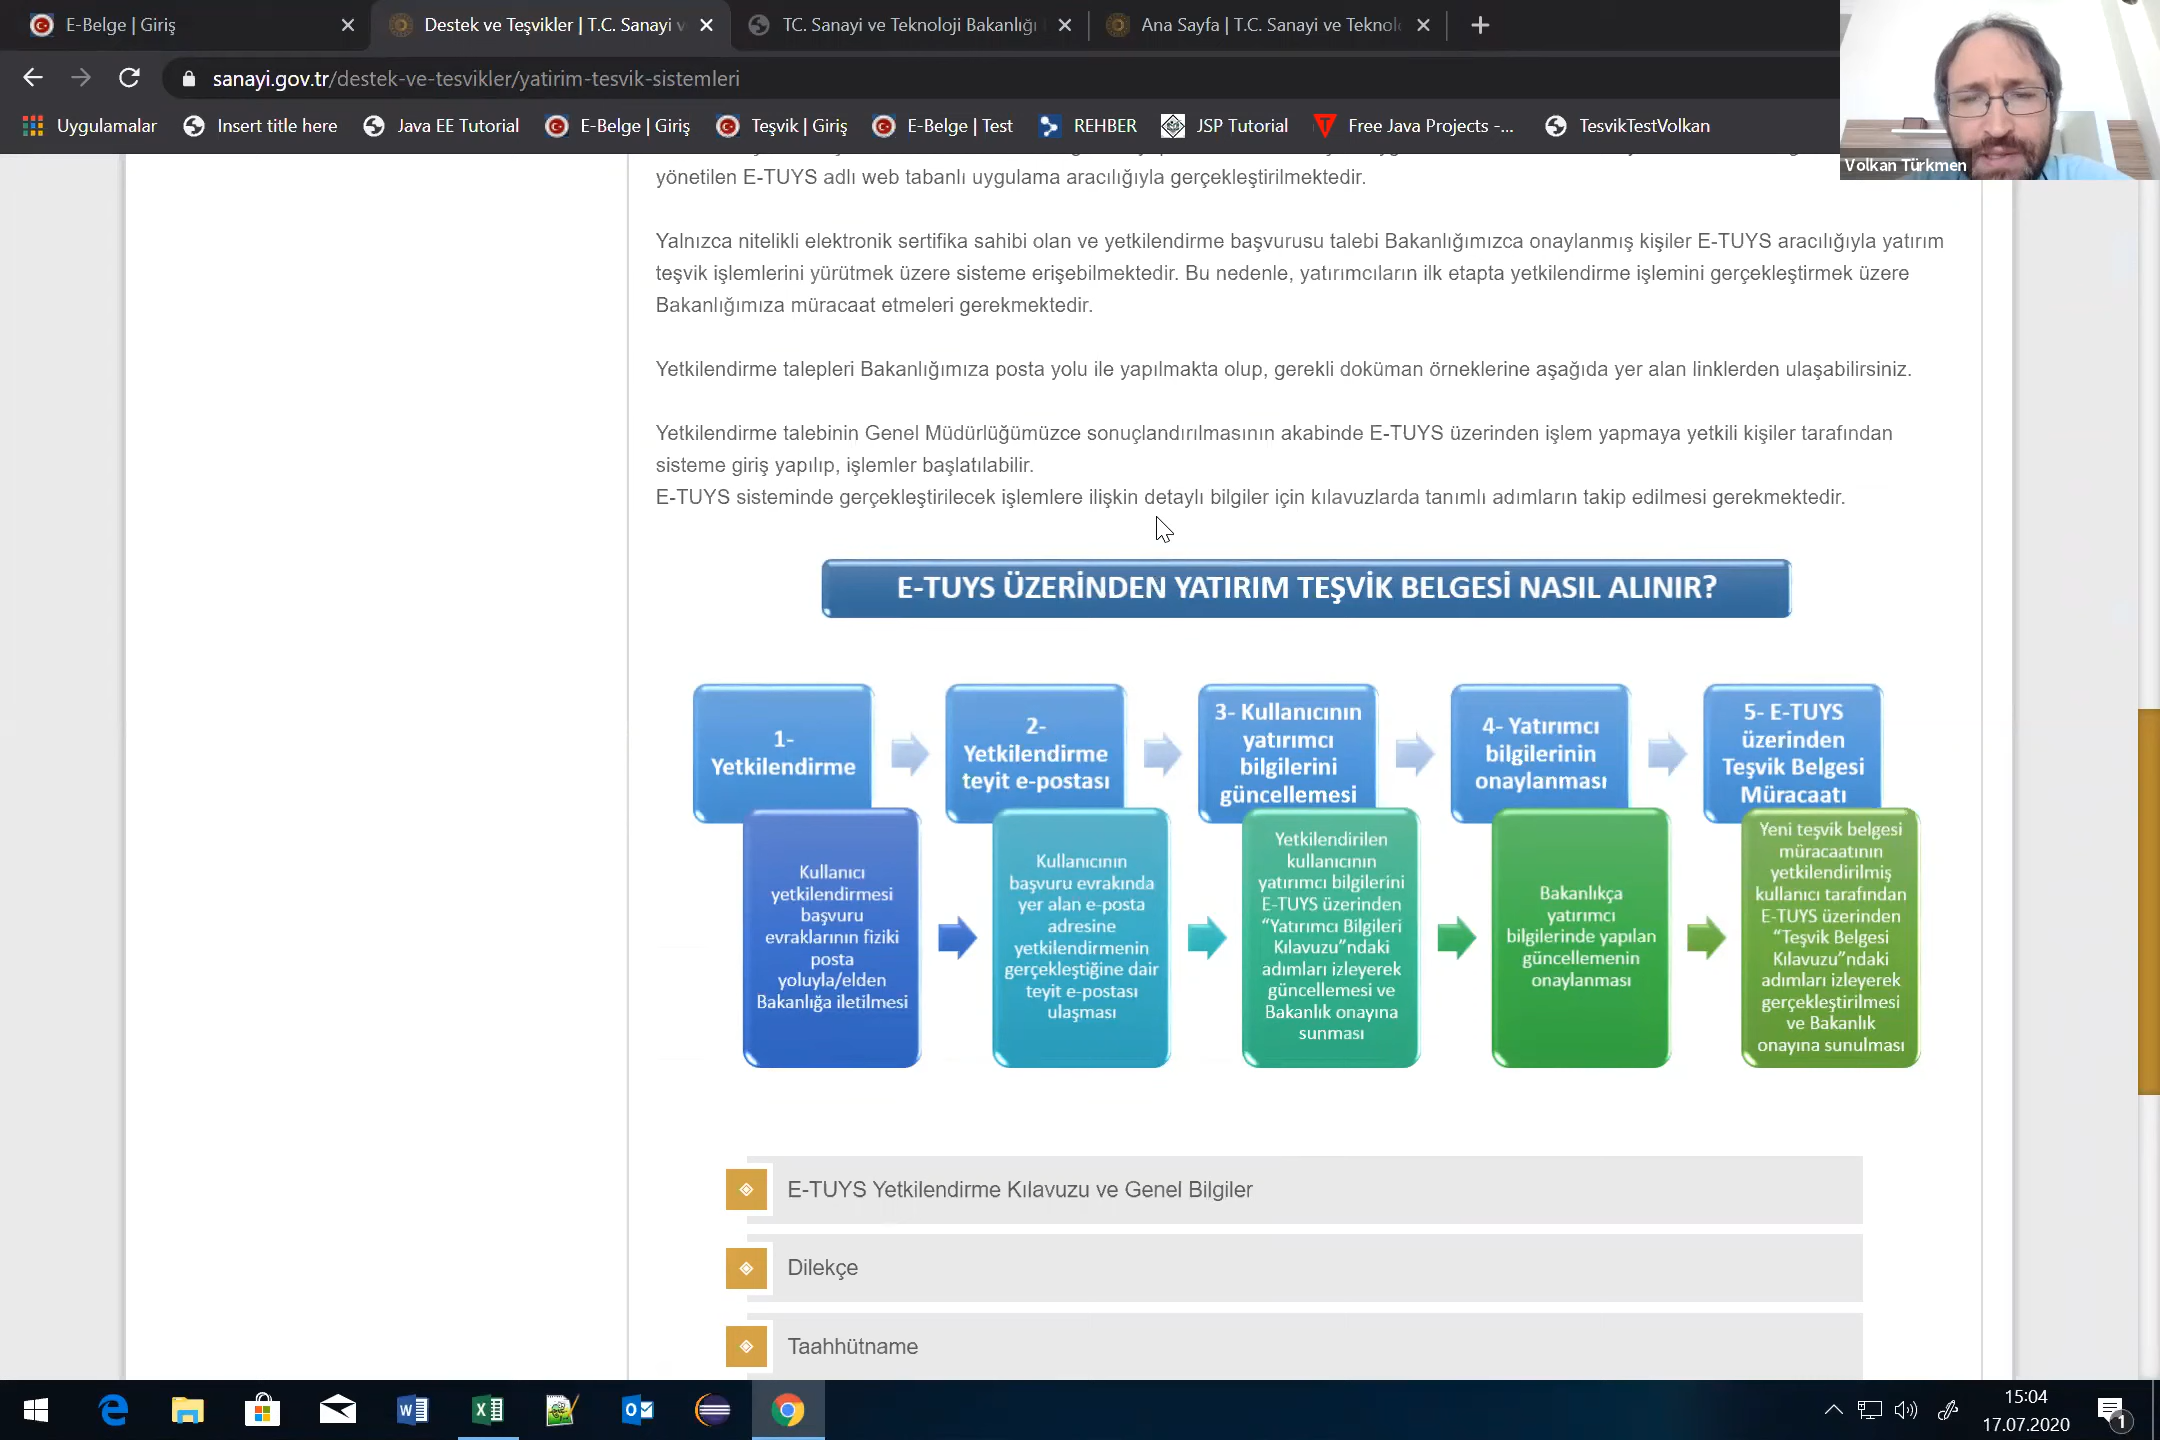 E-Belge | Giriş
Destek ve Teşvikler | T.C. Sanayi v
TC. Sanayi ve Teknoloji Bakanlığı
Ana Sayfa | T.C. Sanayi ve Teknol
sanayi.gov.tr/destek-ve-tesvikler/yatirim-tesvik-sistemleri
Uygulamalar
Insert title here
Java EE Tutorial
E-Belge | Giriş
Teşvik | Giriş
E-Belge | Test
REHBER
JSP Tutorial
Free Java Projects -...
TesvikTestVolkan
Volkan Türkmen
yönetilen E-TUYS adlı web tabanlı uygulama aracılığıyla gerçekleştirilmektedir.
Yalnızca nitelikli elektronik sertifika sahibi olan ve yetkilendirme başvurusu talebi Bakanlığımızca onaylanmış kişiler E-TUYS aracılığıyla yatırım
teşvik işlemlerini yürütmek üzere sisteme erişebilmektedir. Bu nedenle, yatırımcıların ilk etapta yetkilendirme işlemini gerçekleştirmek üzere
Bakanlığımıza müracaat etmeleri gerekmektedir.
Yetkilendirme talepleri Bakanlığımıza posta yolu ile yapılmakta olup, gerekli doküman örneklerine aşağıda yer alan linklerden ulaşabilirsiniz.
Yetkilendirme talebinin Genel Müdürlüğümüzce sonuçlandırılmasının akabinde E-TUYS üzerinden işlem yapmaya yetkili kişiler tarafından
sisteme giriş yapılıp, işlemler başlatılabilir.
E-TUYS sisteminde gerçekleştirilecek işlemlere ilişkin detaylı bilgiler için kılavuzlarda tanımlı adımların takip edilmesi gerekmektedir.
E-TUYS ÜZERİNDEN YATIRIM TEŞVİK BELGESİ NASIL ALINIR?
1-
Yetkilendirme
2-
Yetkilendirme
teyit e-postası
3- Kullanıcının
yatırımcı
bilgilerini
güncellemesi
4- Yatırımcı
bilgilerinin
onaylanması
5- E-TUYS
üzerinden
Teşvik Belgesi
Müracaatı
Kullanıcı
yetkilendirmesi
başvuru
evraklarının fiziki
posta
yoluyla/elden
Bakanlığa iletilmesi
Kullanıcının
başvuru evrakında
yer alan e-posta
adresine
yetkilendirmenin
gerçekleştiğine dair
teyit e-postası
ulaşması
Yetkilendirilen
kullanıcının
yatırımcı bilgilerini
E-TUYS üzerinden
“Yatırımcı Bilgileri
Kılavuzu”ndaki
adımları izleyerek
güncellemesi ve
Bakanlık onayına
sunması
Bakanlıkça
yatırımcı
bilgilerinde yapılan
güncellemenin
onaylanması
Yeni teşvik belgesi
müracaatının
yetkilendirilmiş
kullanıcı tarafından
E-TUYS üzerinden
“Teşvik Belgesi
Kılavuzu”ndaki
adımları izleyerek
gerçekleştirilmesi
ve Bakanlık
onayına sunulması
E-TUYS Yetkilendirme Kılavuzu ve Genel Bilgiler
Dilekçe
Taahhütname
15:04
17.07.2020
1